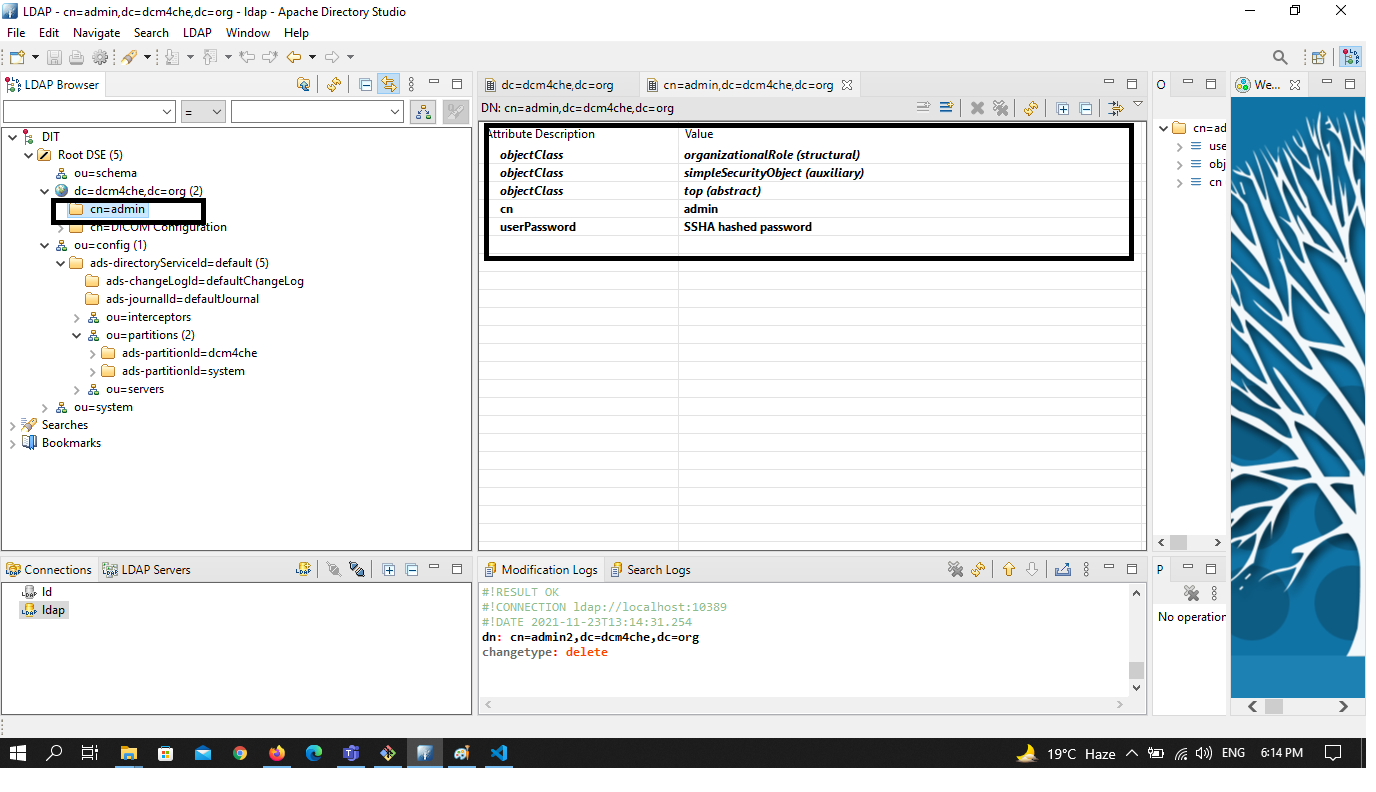 LDAP - cn=admin,dc=dcm4che,dc=org - ldap - Apache Directory Studio
File Edit Navigate Search LDAP Window Help
LDAP Browser
=
DIT
Root DSE (5)
ou=schema
dc=dcm4che,dc=org (2)
cn=admin
cn=DICOM Configuration
ou=config (1)
ads-directoryServiceId=default (5)
ads-changeLogId=defaultChangeLog
ads-journalId=defaultJournal
ou=interceptors
ou=partitions (2)
ads-partitionId=dcm4che
ads-partitionId=system
ou=servers
ou=system
Searches
Bookmarks
dc=dcm4che,dc=org cn=admin,dc=dcm4che,dc=org
DN: cn=admin,dc=dcm4che,dc=org
Attribute Description Value
objectClass organizationalRole (structural)
objectClass simpleSecurityObject (auxiliary)
objectClass top (abstract)
cn admin
userPassword SSHA hashed password
O
cn=ad
use
obj
cn
We...
Connections LDAP Servers
ld
ldap
Modification Logs Search Logs
#!RESULT OK
#!CONNECTION ldap://localhost:10389
#!DATE 2021-11-23T13:14:31.254
dn: cn=admin2,dc=dcm4che,dc=org
changetype: delete
P
No operation
19°C Haze ENG 6:14 PM